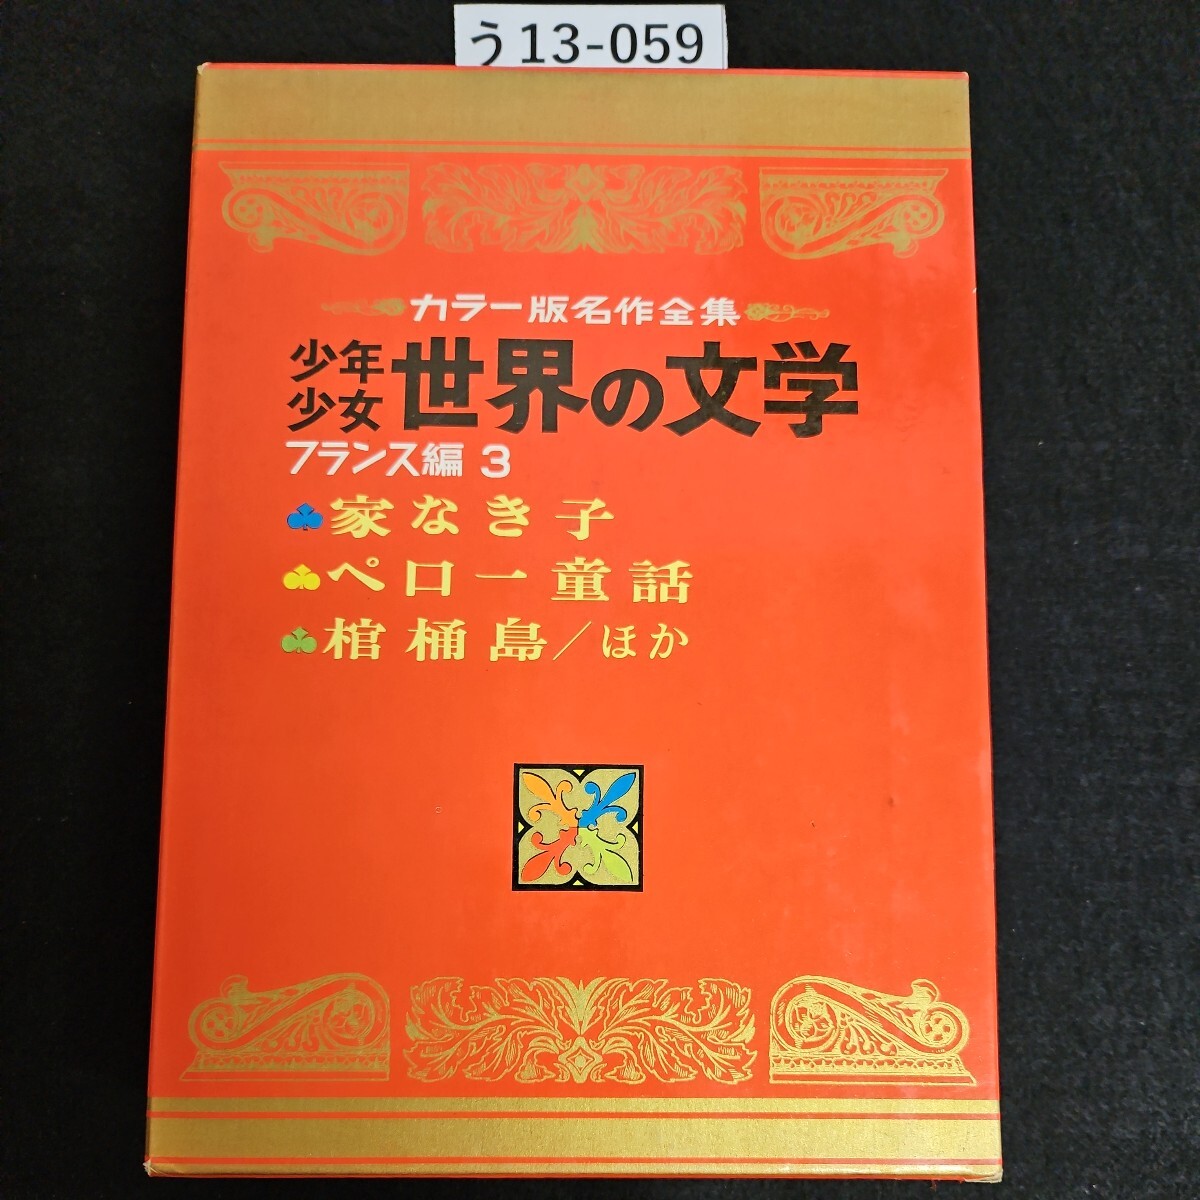 う13-059
カラー版名作全集
少年少女世界の文学
フランス編 3
家なき子
ペロー童話
棺桶島/ほか